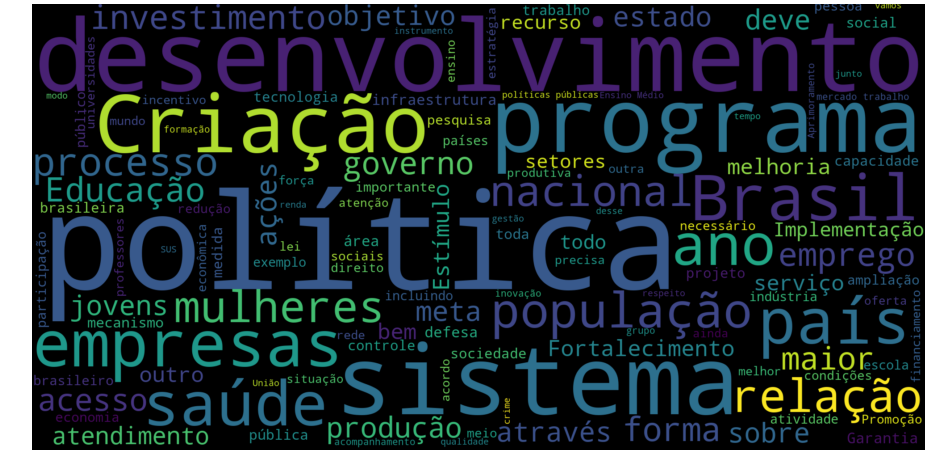 investimento
objetivo
trabalho
recurso
estado
deve
pessoa
vamos
social
desenvolvimento
instrumento
ensino
estratégia
público
universidades
modo
incentivo
tecnologia
infraestrutura
políticas públicas
Ensino Médio
mercado trabalho
junto
Aprimoramento
mundo
formação
Criação
pesquisa
países
programa
tempo
processo
governo
setores
produtiva
outra
melhoria
capacidade
Educação
ações
força
importante
nacional
Brasil
brasileira
redução
renda
atenção
Estímulo
gestão
desse
necessário
Implementação
participação
professores
SUS
econômica
medida
lei
exemplo
área
sociais
direito
política
toda
todo
precisa
ano
projeto
emprego
jovens
mulheres
incluindo
meta
inovação
respeito
população
serviço
indústria
ampliação
oferta
país
financiamento
mecanismo
rede
bem
defesa
grupo
ainda
empresas
controle
sociedade
Fortalecimento
maior
escola
brasileiro
outro
União
situação
acordo
sistema
melhor
condições
acesso
saúde
relação
economia
crime
atividade
Promoção
atendimento
pública
produção
acompanhamento
meio
qualidade
através
forma
sobre
Garantia